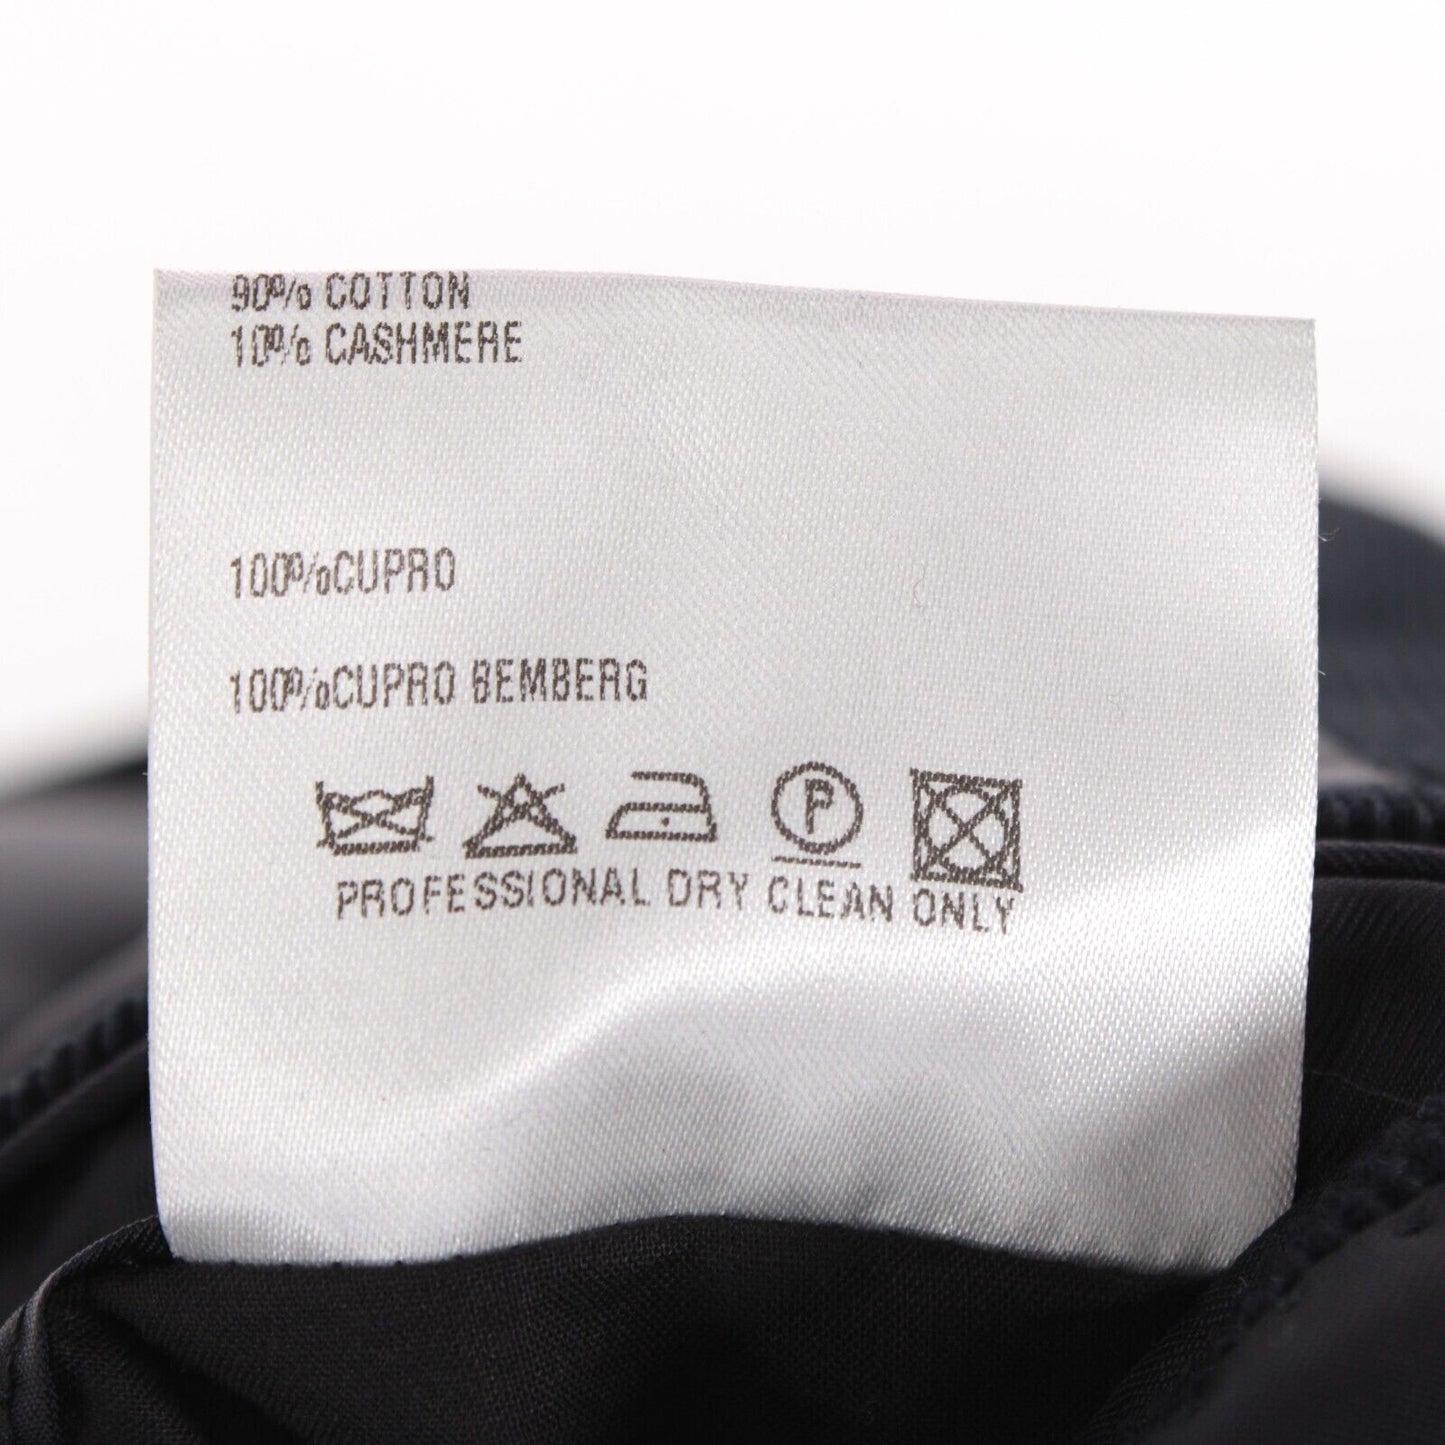 90% COTTON
10% CASHMERE
100%CUPRO
100%CUPRO BEMBERG
P
PROFESSIONAL DRY CLEAN ONLY